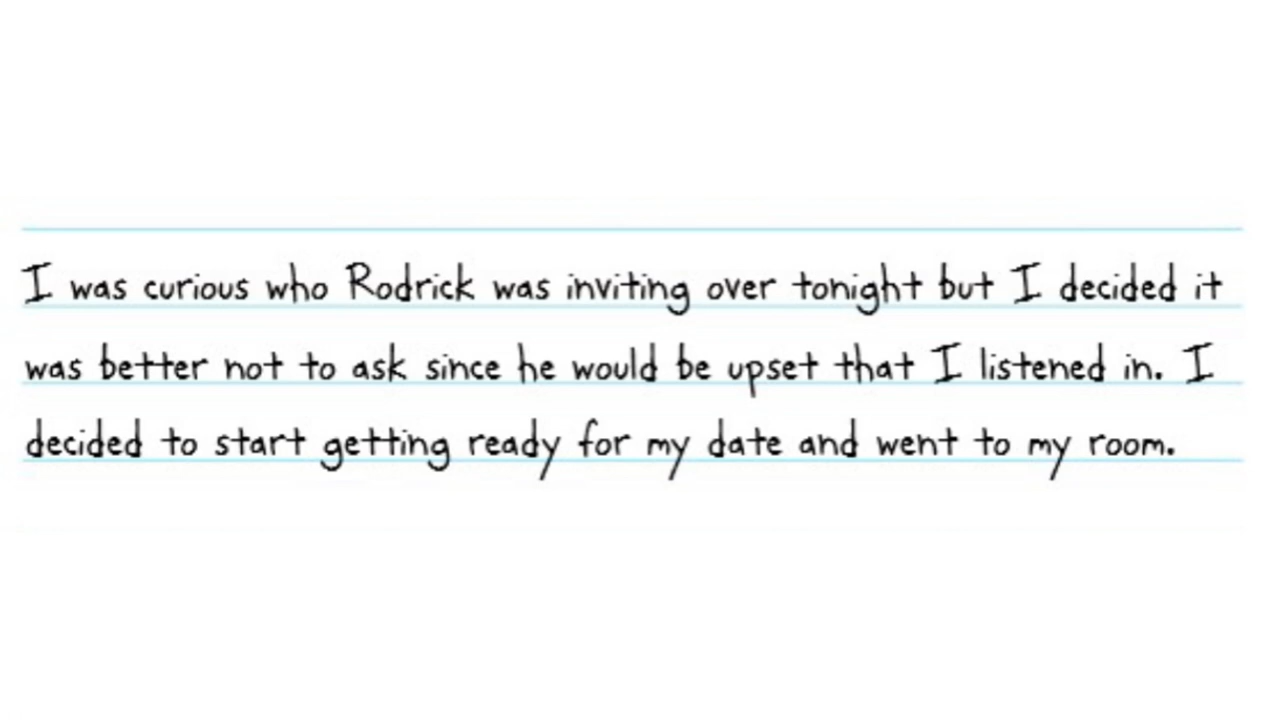 I was curious who Rodrick was inviting over tonight but I decided it
was better not to ask since he would be upset that I listened in. I
decided to start getting ready for my date and went to my room.